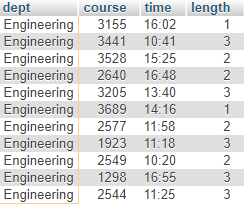 dept course time length
Engineering 3155 16:02 1
Engineering 3441 10:41 3
Engineering 3528 15:25 2
Engineering 2640 16:48 2
Engineering 3205 13:40 3
Engineering 3689 14:16 1
Engineering 2577 11:58 2
Engineering 1923 11:18 3
Engineering 2549 10:20 2
Engineering 1298 16:55 3
Engineering 2544 11:25 3